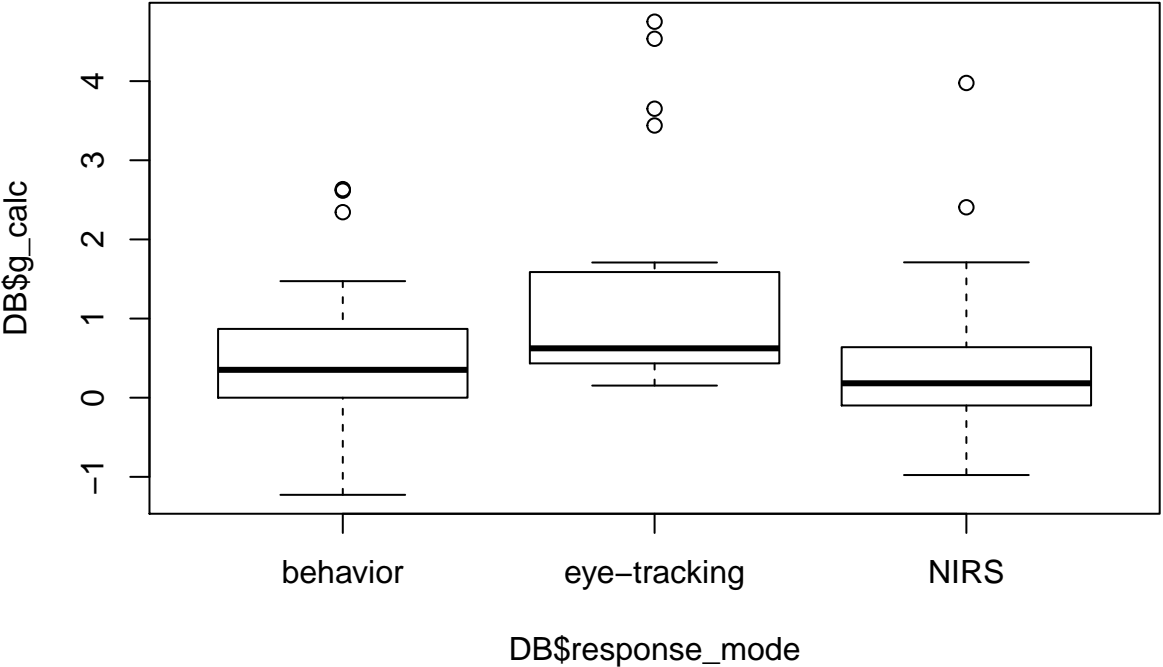 DB$g_calc
4
3
2
1
0
−1
behavior
eye−tracking
NIRS
DB$response_mode